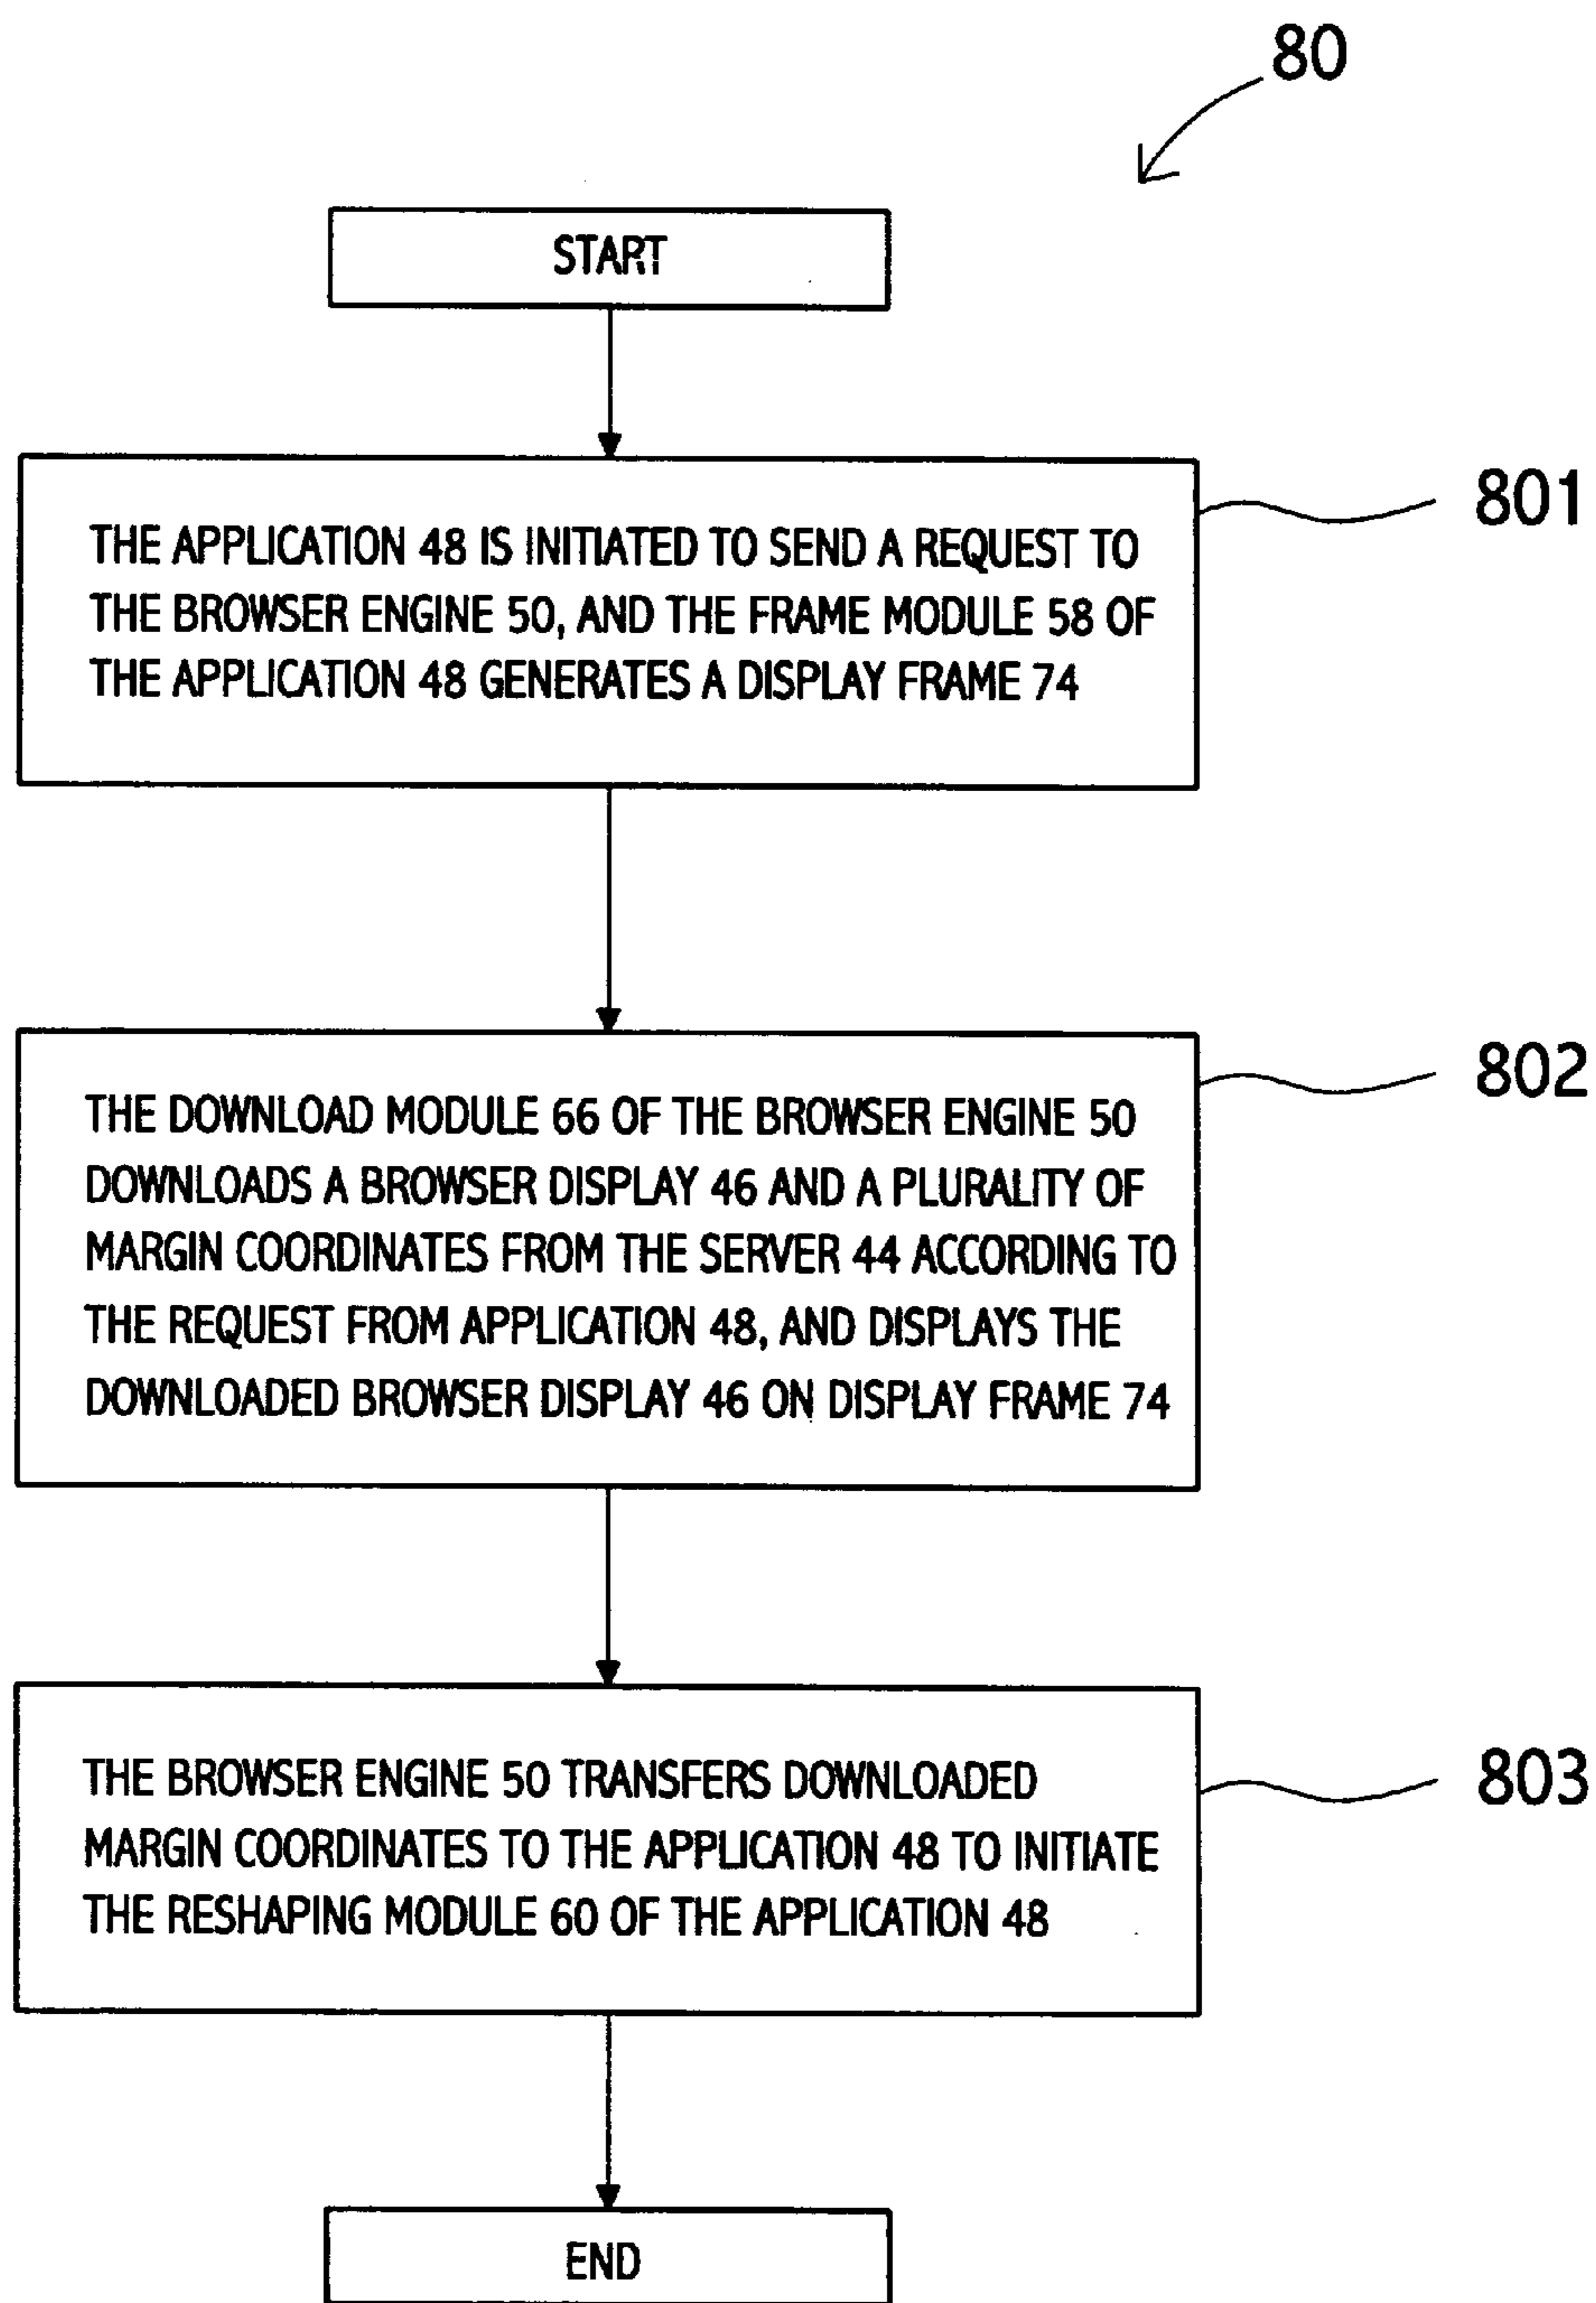 80
START
THE APPLICATION 48 IS INITIATED TO SEND A REQUEST TO
THE BROWSER ENGINE 50, AND THE FRAME MODULE 58 OF
THE APPLICATION 48 GENERATES A DISPLAY FRAME 74
801
THE DOWNLOAD MODULE 66 OF THE BROWSER ENGINE 50
DOWNLOADS A BROWSER DISPLAY 46 AND A PLURALITY OF
MARGIN COORDINATES FROM THE SERVER 44 ACCORDING TO
THE REQUEST FROM APPLICATION 48, AND DISPLAYS THE
DOWNLOADED BROWSER DISPLAY 46 ON DISPLAY FRAME 74
802
THE BROWSER ENGINE 50 TRANSFERS DOWNLOADED
MARGIN COORDINATES TO THE APPLICATION 48 TO INITIATE
THE RESHAPING MODULE 60 OF THE APPLICATION 48
803
END